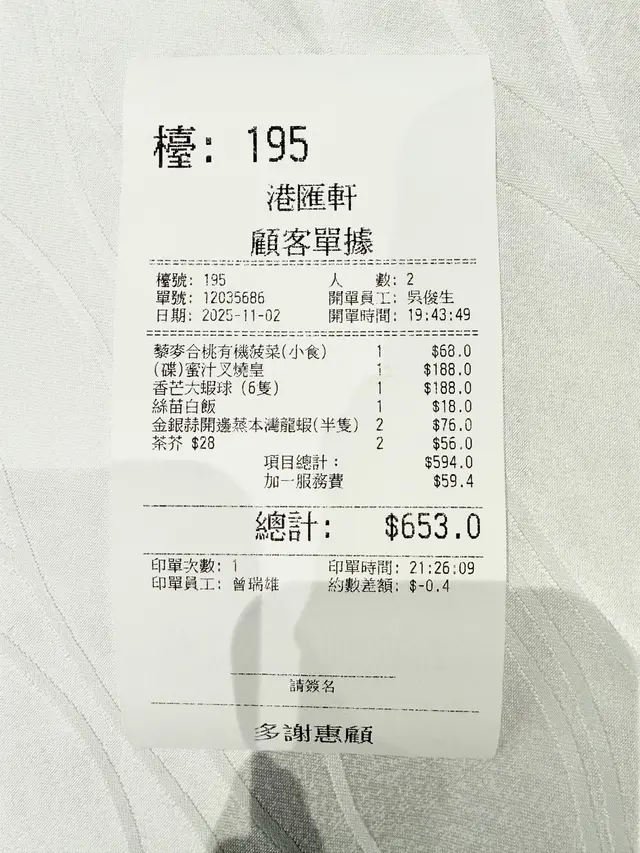 檯: 195
港匯軒
顧客單據
檯號: 195 人 數: 2
單號: 12035686 開單員工: 吳俊生
日期: 2025-11-02 開單時間: 19:43:49
藜麥合桃有機菠菜(小食) 1 $68.0
(碟)蜜汁叉燒皇 1 $188.0
香芒大蝦球 (6隻) 1 $188.0
絲苗白飯 1 $18.0
金銀蒜開邊蒸本灣龍蝦(半隻) 2 $76.0
茶芥 $28 2 $56.0
項目總計: $594.0
加一服務費 $59.4
總計: $653.0
印單次數: 1 印單時間: 21:26:09
印單員工: 曾瑞雄 約數差額: $-0.4
請簽名
多謝惠顧